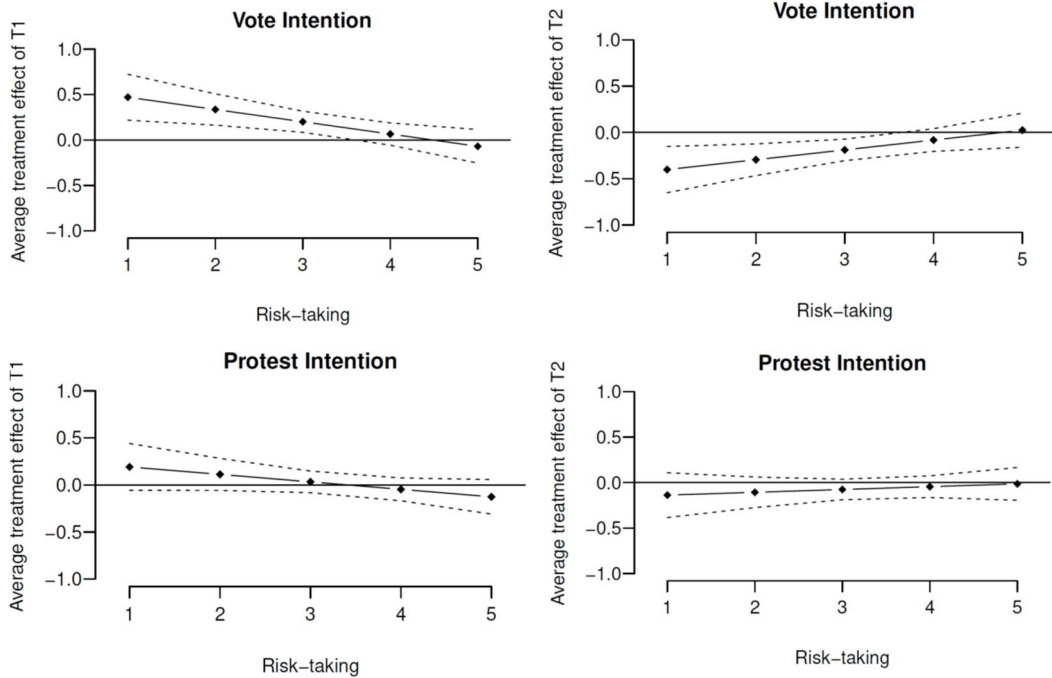 Vote Intention
Average treatment effect of T1
1.0
0.5
0.0
−0.5
−1.0
1 2 3 4 5
Risk−taking
Vote Intention
Average treatment effect of T2
1.0
0.5
0.0
−0.5
−1.0
1 2 3 4 5
Risk−taking
Protest Intention
Average treatment effect of T1
1.0
0.5
0.0
−0.5
−1.0
1 2 3 4 5
Risk−taking
Protest Intention
Average treatment effect of T2
1.0
0.5
0.0
−0.5
−1.0
1 2 3 4 5
Risk−taking